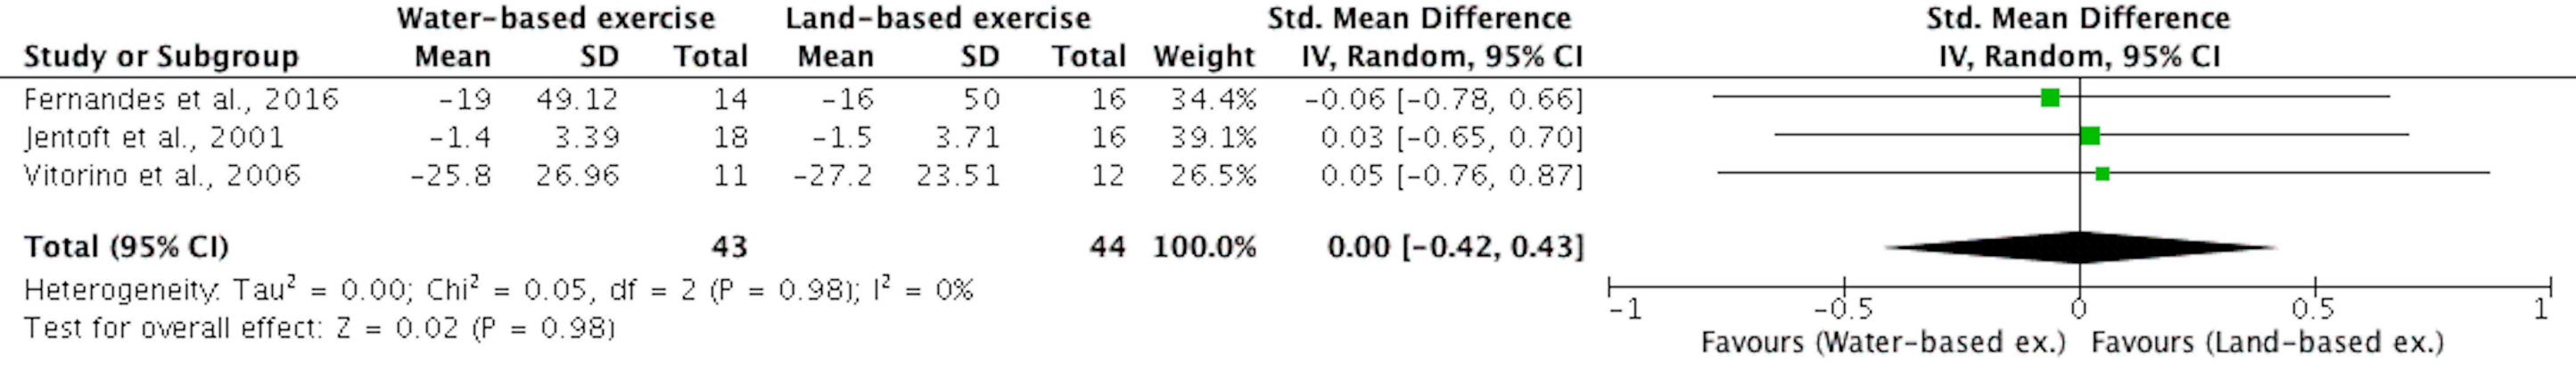 Water-based exercise Land-based exercise Std. Mean Difference Std. Mean Difference
Study or Subgroup Mean SD Total Mean SD Total Weight IV, Random, 95% CI IV, Random, 95% CI
Fernandes et al., 2016 -19 49.12 14 -16 50 16 34.4% -0.06 [-0.78, 0.66]
Jentoft et al., 2001 -1.4 3.39 18 -1.5 3.71 16 39.1% 0.03 [-0.65, 0.70]
Vitorino et al., 2006 -25.8 26.96 11 -27.2 23.51 12 26.5% 0.05 [-0.76, 0.87]
Total (95% CI) 43 44 100.0% 0.00 [-0.42, 0.43]
Heterogeneity: Tau² = 0.00; Chi² = 0.05, df = 2 (P = 0.98); I² = 0%
Test for overall effect: Z = 0.02 (P = 0.98)
-1 -0.5 0 0.5 1
Favours (Water-based ex.) Favours (Land-based ex.)